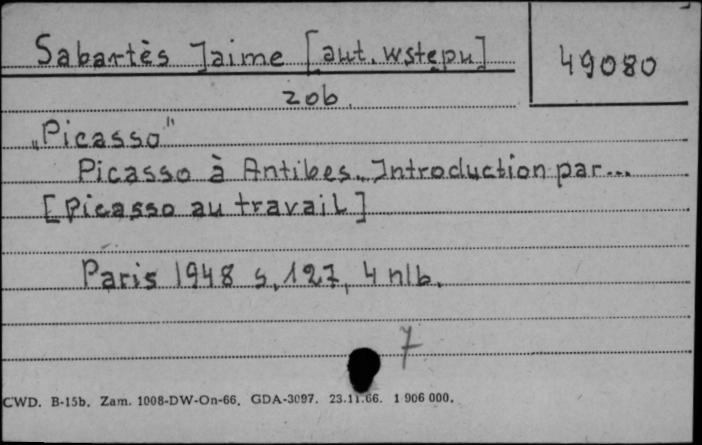 Sabartès Jaime [aut. wstępu]
49080
zob.
„Picasso"
Picasso à Antibes. Introduction par...
[Picasso au travail]
Paris 1948 s. 127, 4 nlb.
7
CWD. B-15b. Zam. 1008-DW-On-66. GDA-3097. 23.11.66. 1 906 000.